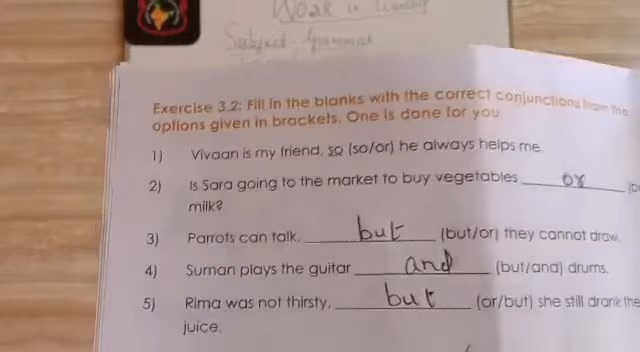 Work in
Subject - Grammar
Exercise 3.2: Fill in the blanks with the correct conjunctions from the
options given in brackets. One is done for you.
1) Vivaan is my friend, so (so/or) he always helps me.
2) Is Sara going to the market to buy vegetables or
milk?
3) Parrots can talk, but (but/or) they cannot draw.
4) Suman plays the guitar and (but/and) drums.
5) Rima was not thirsty, but (or/but) she still drank the
juice.